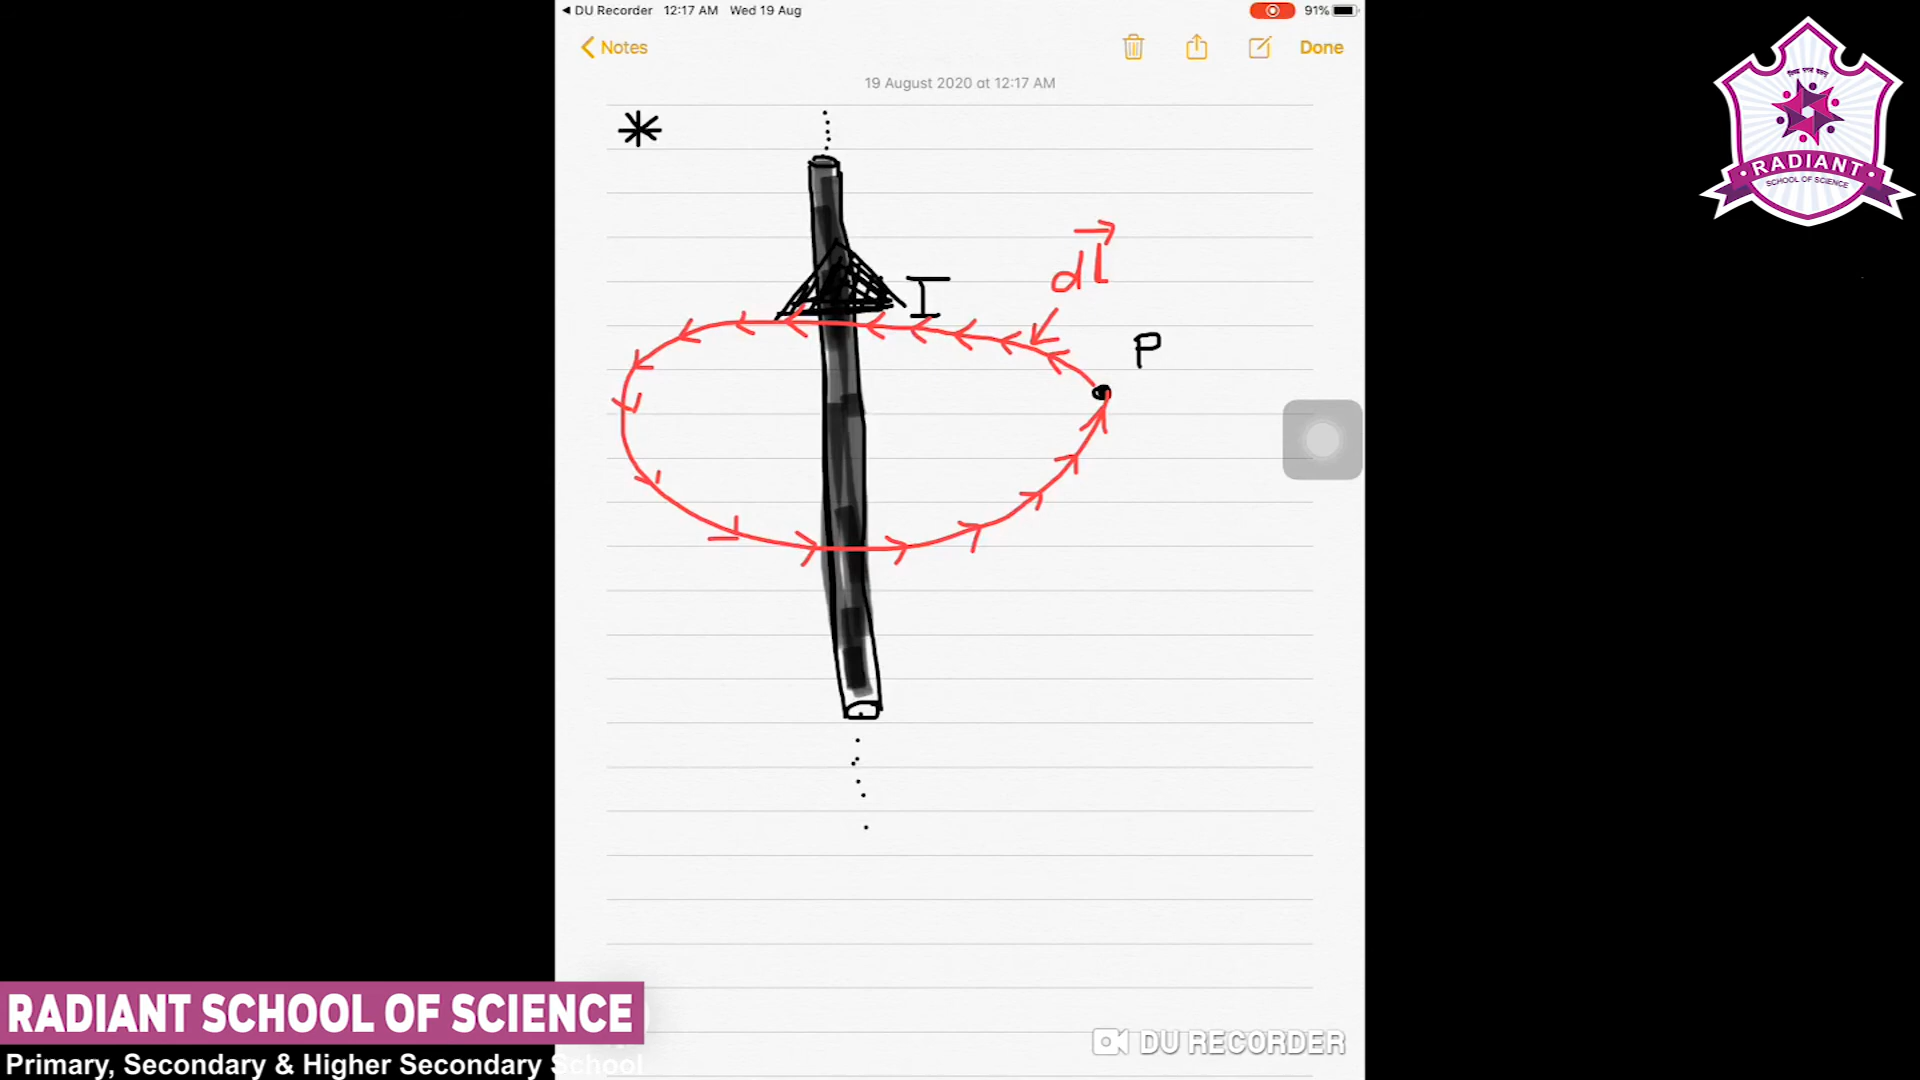 DU Recorder 12:17 AM Wed 19 Aug 91%
Notes Done
19 August 2020 at 12:17 AM
*
dl
I
P
RADIANT
SCHOOL OF SCIENCE
RADIANT SCHOOL OF SCIENCE
Primary, Secondary & Higher Secondary School
DU RECORDER